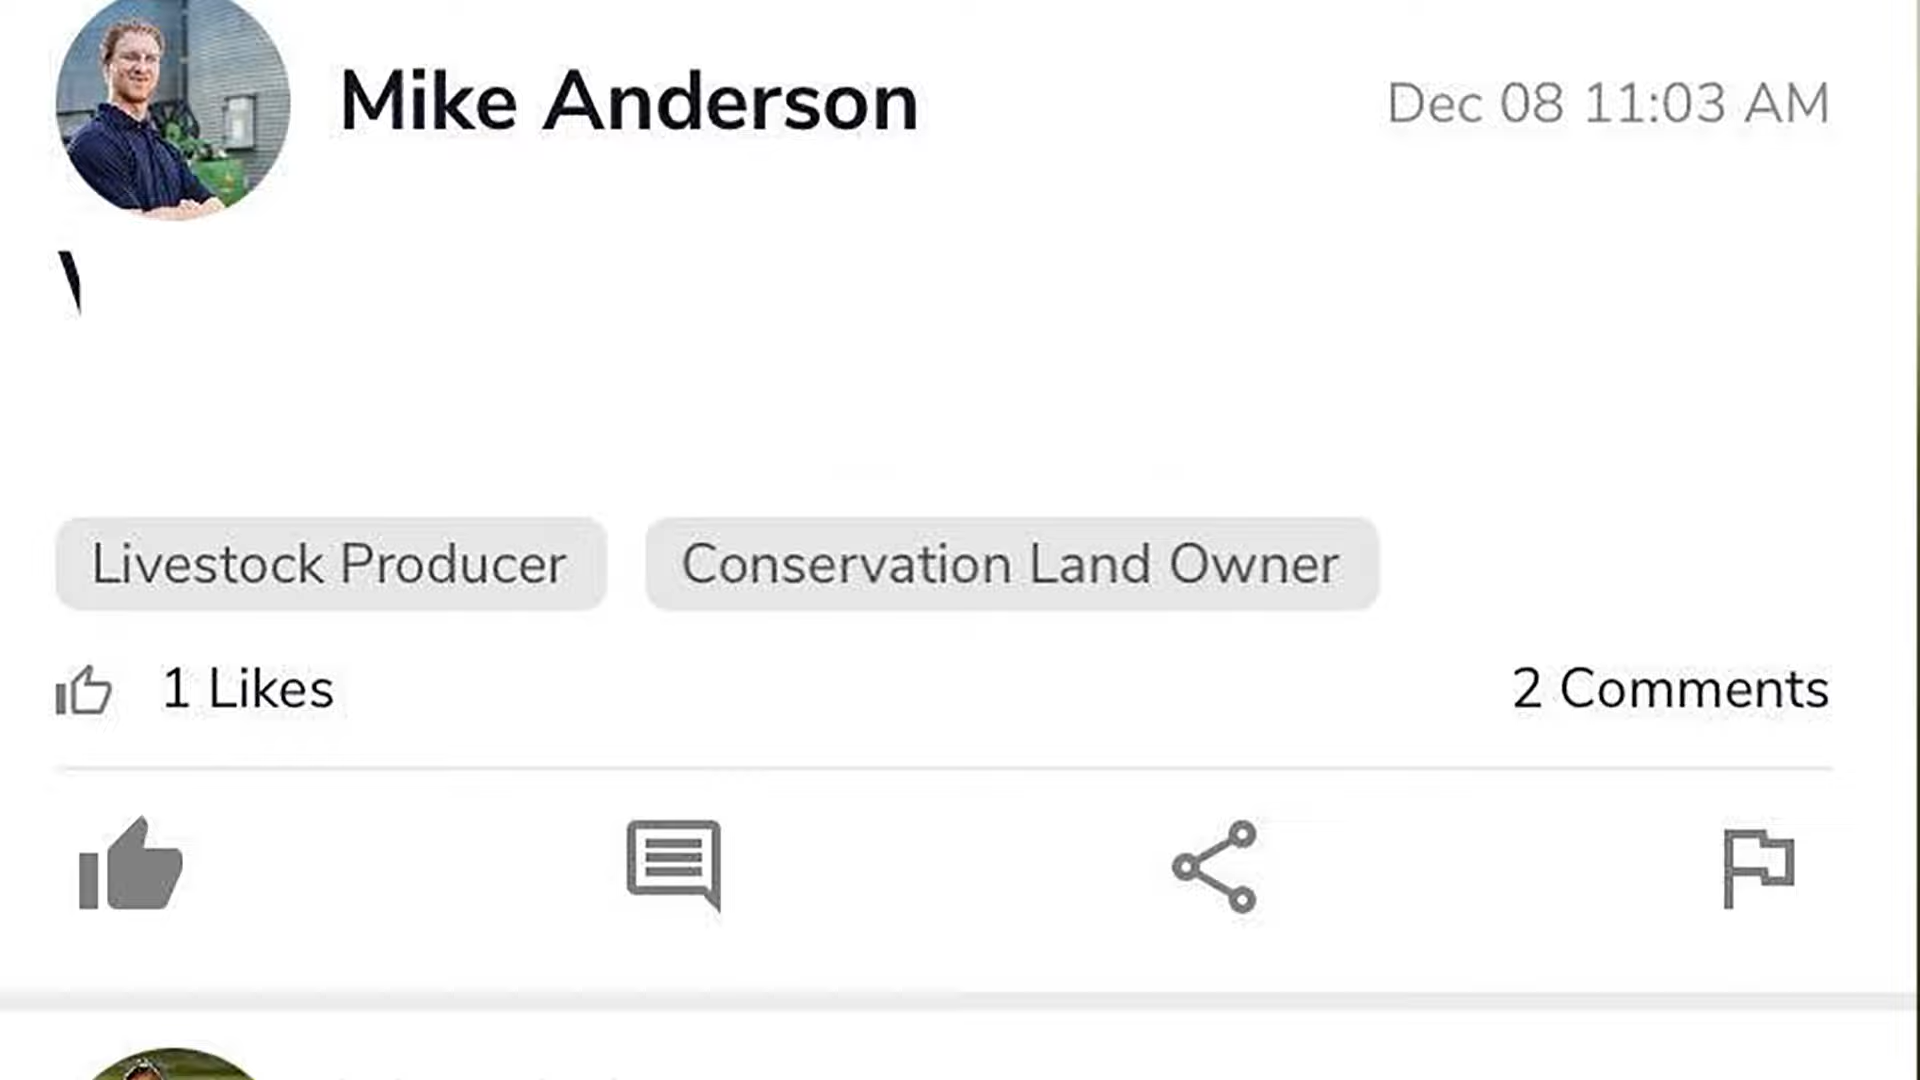 Mike Anderson
Dec 08 11:03 AM
Livestock Producer
Conservation Land Owner
1 Likes
2 Comments